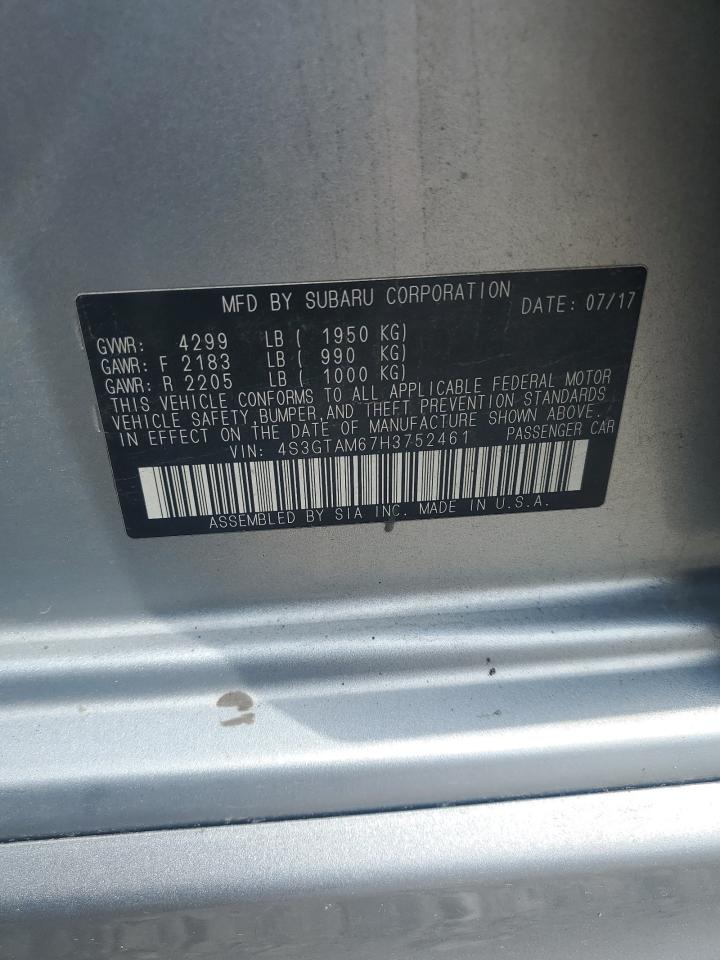 MFD BY SUBARU CORPORATION DATE: 07/17
GVWR: 4299 LB ( 1950 KG)
GAWR: F 2183 LB ( 990 KG)
GAWR: R 2205 LB ( 1000 KG)
THIS VEHICLE CONFORMS TO ALL APPLICABLE FEDERAL MOTOR
VEHICLE SAFETY,BUMPER,AND THEFT PREVENTION STANDARDS
IN EFFECT ON THE DATE OF MANUFACTURE SHOWN ABOVE.
VIN: 4S3GTAM67H3752461 PASSENGER CAR
ASSEMBLED BY SIA INC. MADE IN U.S.A.